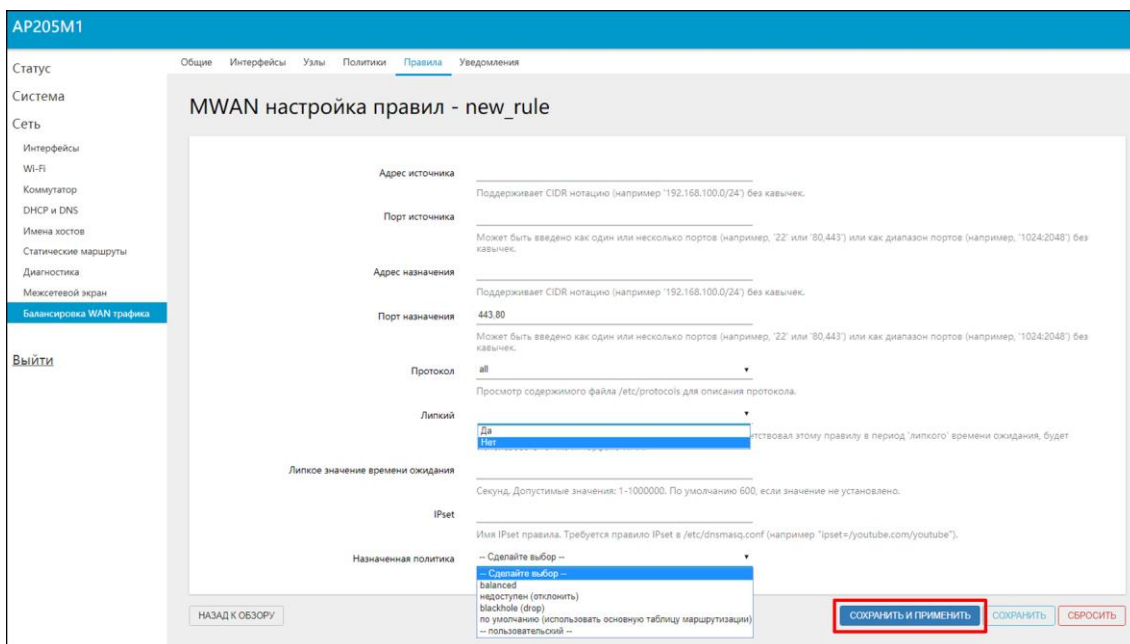 AP205M1
Статус
Система
Сеть
Интерфейсы
Wi-Fi
Коммутатор
DHCP и DNS
Имена хостов
Статические маршруты
Диагностика
Межсетевой экран
Балансировка WAN трафика
Выйти
Общие Интерфейсы Узлы Политики Правила Уведомления
MWAN настройка правил - new_rule
Адрес источника
Поддерживает CIDR нотацию (например '192.168.100.0/24') без кавычек.
Порт источника
Может быть введено как один или несколько портов (например, '22' или '80,443') или как диапазон портов (например, '1024:2048') без
кавычек.
Адрес назначения
Поддерживает CIDR нотацию (например '192.168.100.0/24') без кавычек.
Порт назначения 443.80
Может быть введено как один или несколько портов (например, '22' или '80,443') или как диапазон портов (например, '1024:2048') без
кавычек.
Протокол all
Просмотр содержимого файла /etc/protocols для описания протокола.
Липкий
Да
Нет
этому правилу в период 'липкого' времени ожидания, будет
Липкое значение времени ожидания
Секунд. Допустимые значения: 1-1000000. По умолчанию 600, если значение не установлено.
IPset
Имя IPset правила. Требуется правило IPset в /etc/dnsmasq.conf (например "ipset=/youtube.com/youtube").
Назначенная политика -- Сделайте выбор --
-- Сделайте выбор --
balanced
недоступен (отклонить)
blackhole (drop)
по умолчанию (использовать основную таблицу маршрутизации)
-- пользовательский --
НАЗАД К ОБЗОРУ СОХРАНИТЬ И ПРИМЕНИТЬ СОХРАНИТЬ СБРОСИТЬ